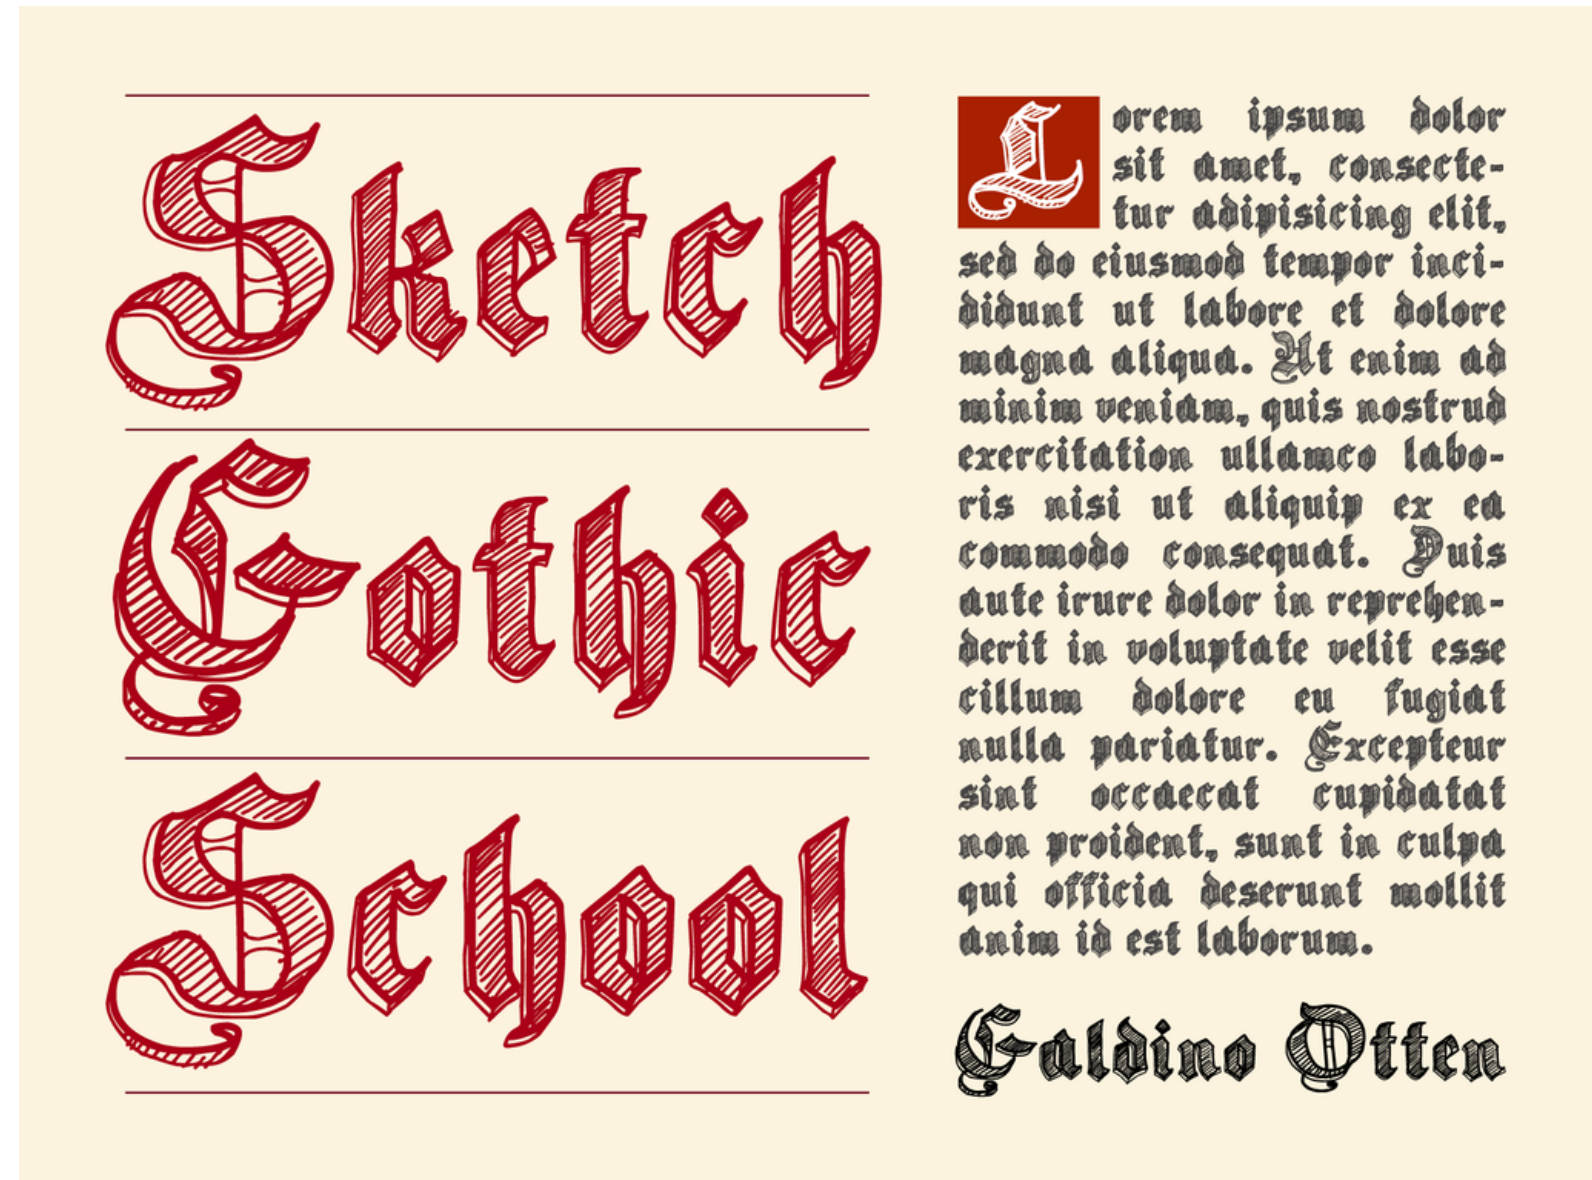 Sketch
Gothic
School
Lorem ipsum dolor
sit amet, consecte-
tur adipisicing elit,
sed do eiusmod tempor inci-
didunt ut labore et dolore
magna aliqua. Ut enim ad
minim veniam, quis nostrud
exercitation ullamco labo-
ris nisi ut aliquip ex ea
commodo consequat. Duis
aute irure dolor in reprehen-
derit in voluptate velit esse
cillum dolore eu fugiat
nulla pariatur. Excepteur
sint occaecat cupidatat
non proident, sunt in culpa
qui officia deserunt mollit
anim id est laborum.
Galdino Otten